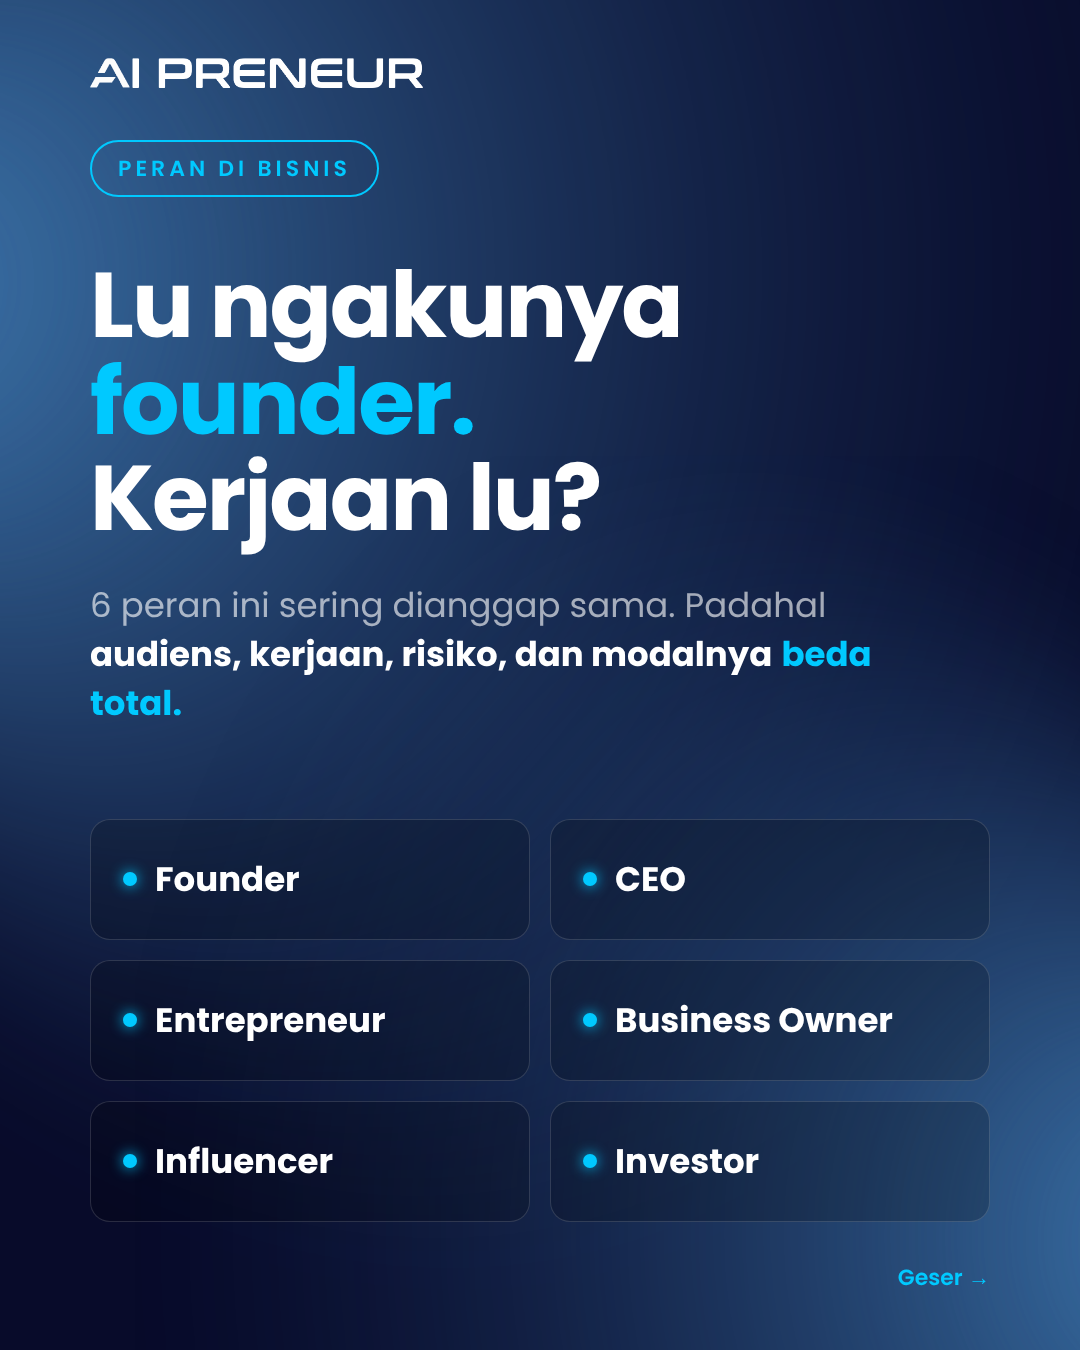 AI PRENEUR
PERAN DI BISNIS
Lu ngakunya
founder.
Kerjaan lu?
6 peran ini sering dianggap sama. Padahal
audiens, kerjaan, risiko, dan modalnya beda
total.
Founder
CEO
Entrepreneur
Business Owner
Influencer
Investor
Geser →